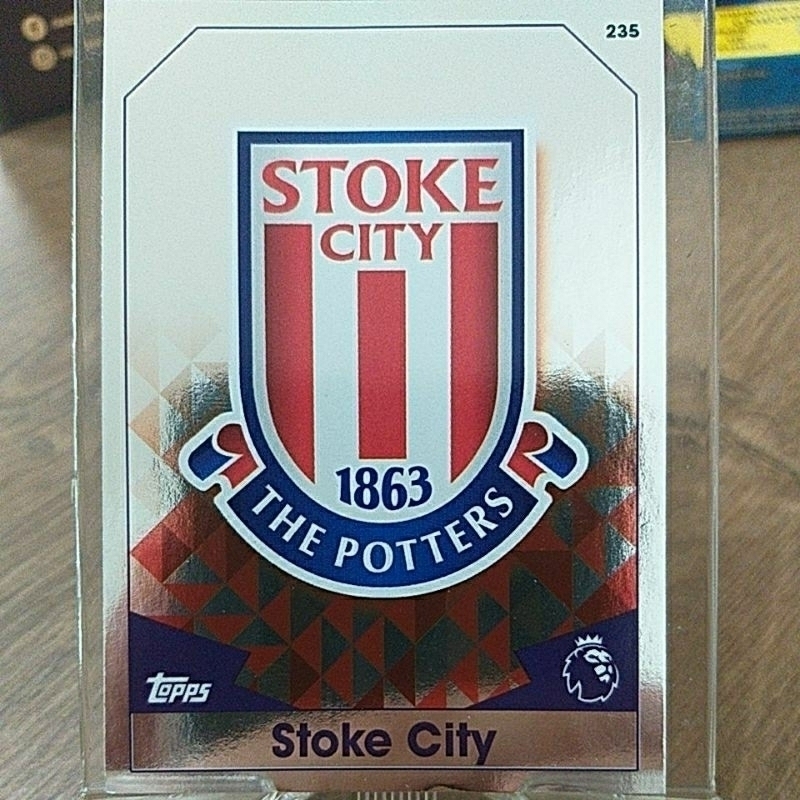 235
STOKE
CITY
1863
THE POTTERS
Topps
Stoke City